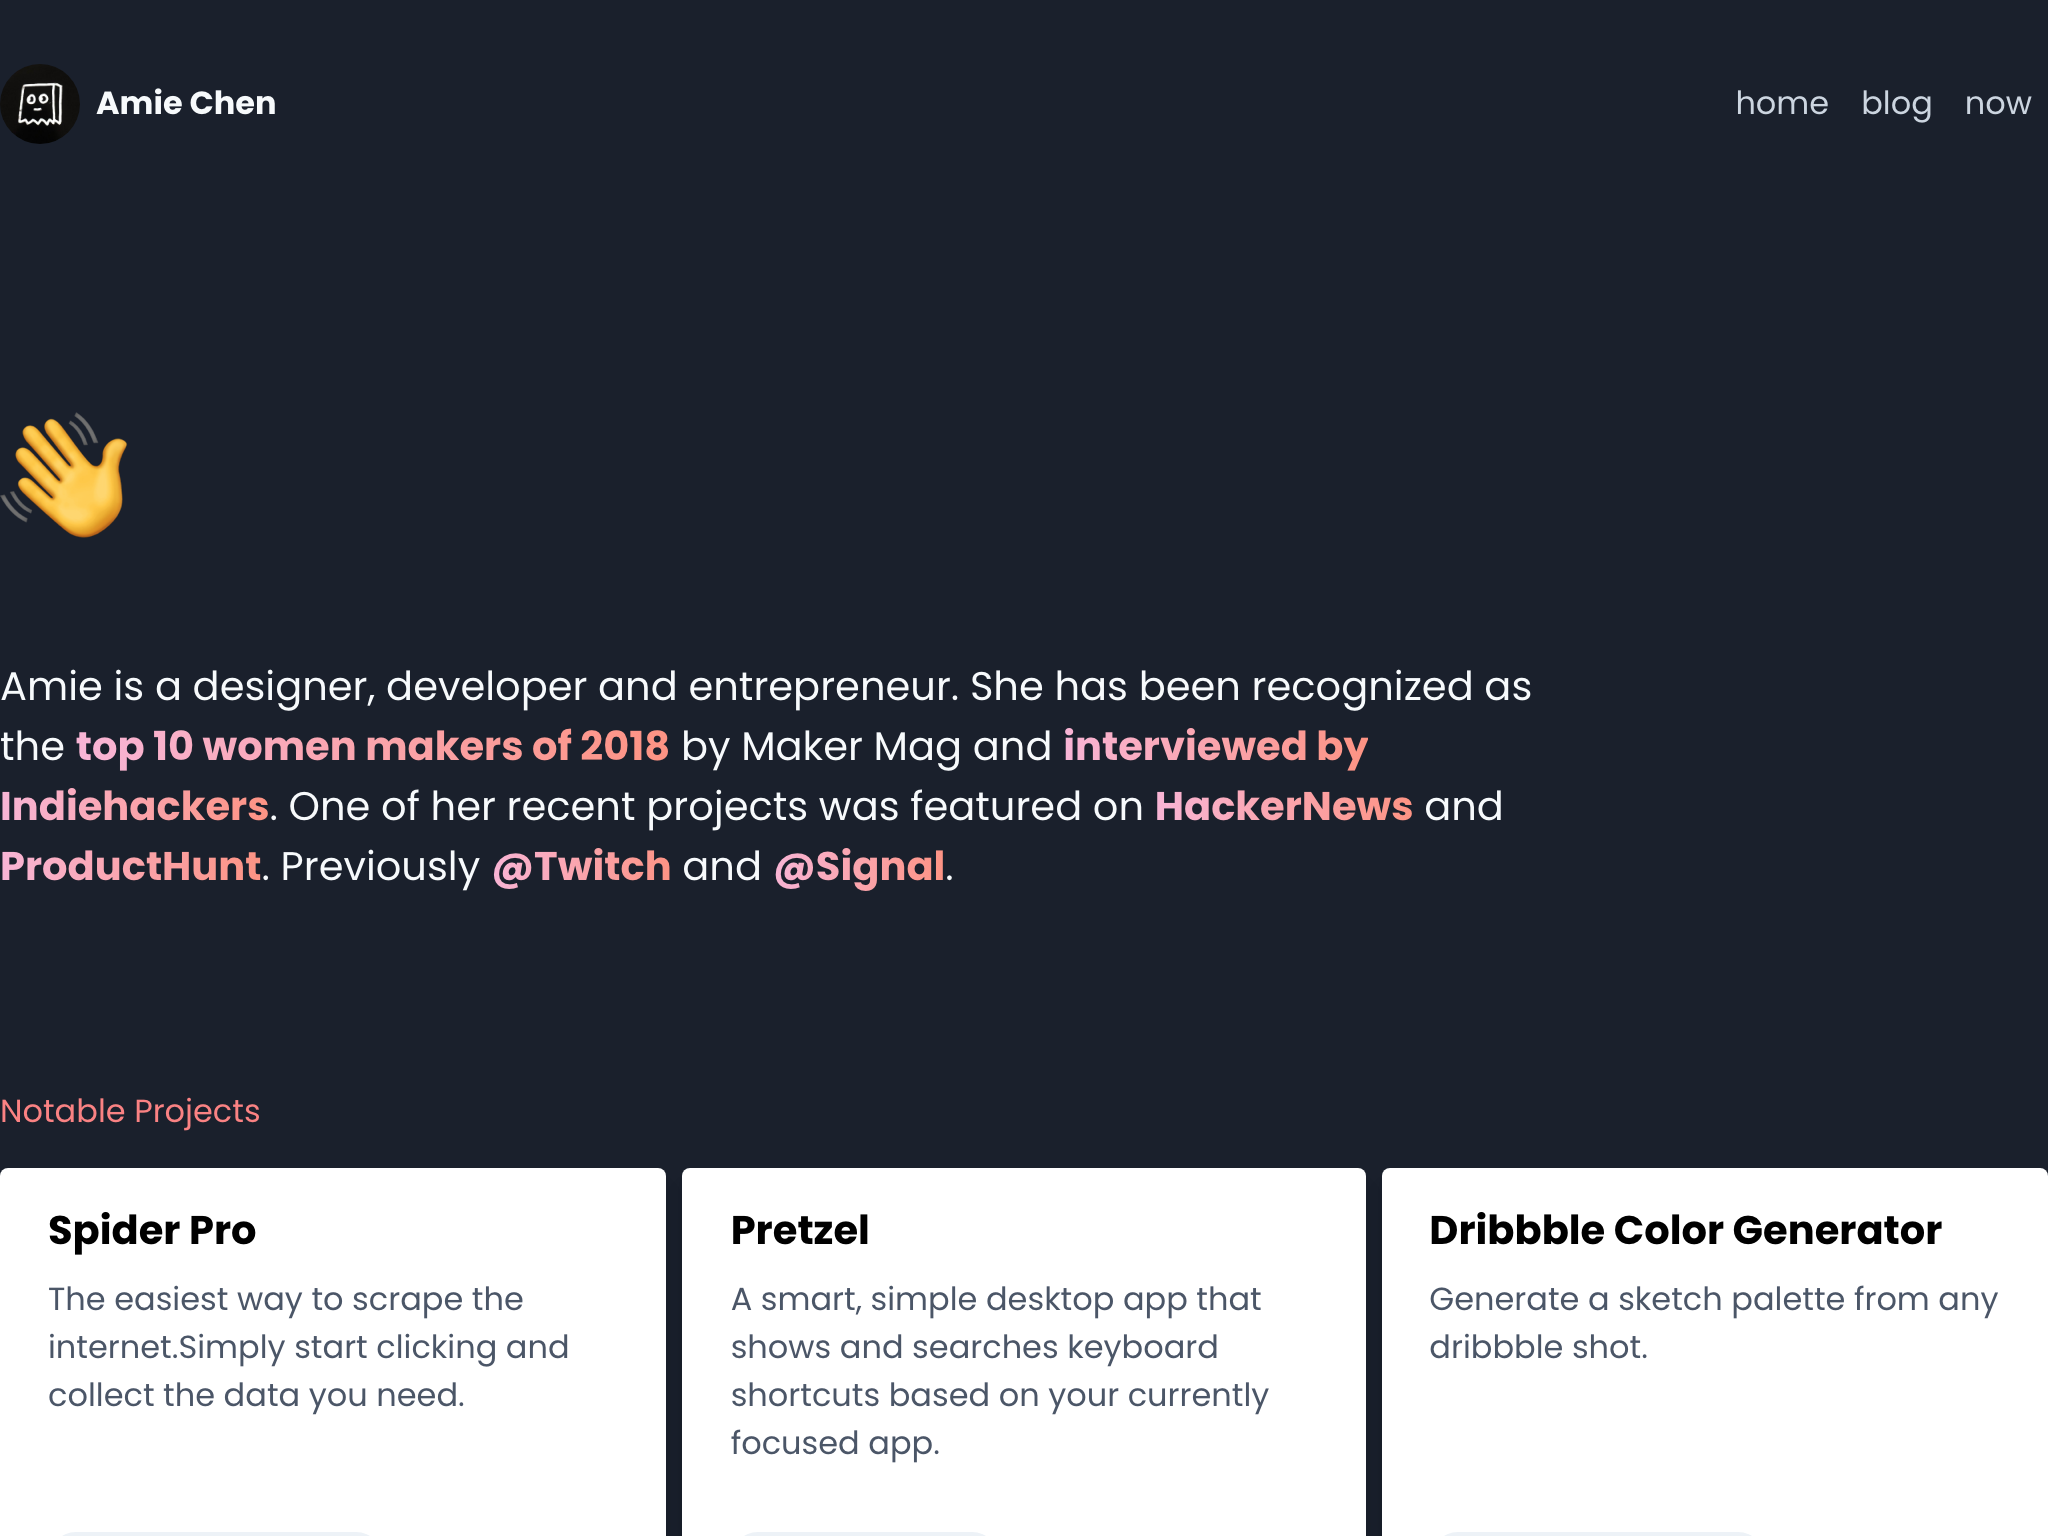 Amie Chen
home blog now
Amie is a designer, developer and entrepreneur. She has been recognized as
the top 10 women makers of 2018 by Maker Mag and interviewed by
Indiehackers. One of her recent projects was featured on HackerNews and
ProductHunt. Previously @Twitch and @Signal.
Notable Projects
Spider Pro
The easiest way to scrape the
internet.Simply start clicking and
collect the data you need.
Pretzel
A smart, simple desktop app that
shows and searches keyboard
shortcuts based on your currently
focused app.
Dribbble Color Generator
Generate a sketch palette from any
dribbble shot.